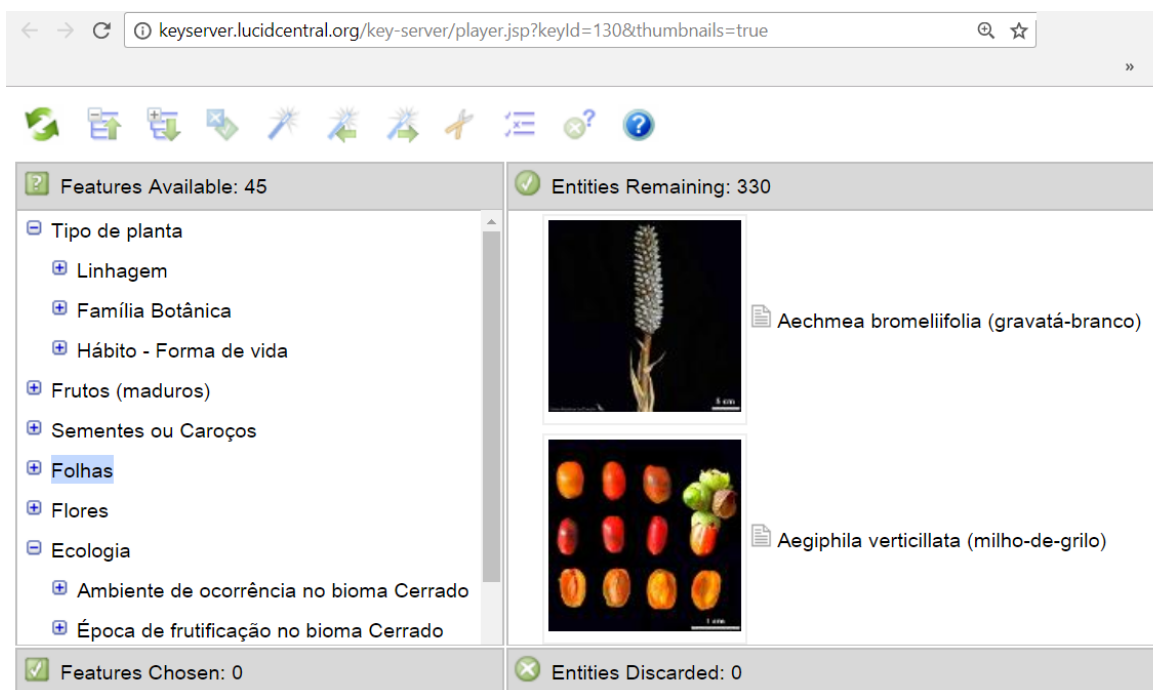 keyserver.lucidcentral.org/key-server/player.jsp?keyId=130&thumbnails=true
»
Features Available: 45
Tipo de planta
Linhagem
Família Botânica
Hábito - Forma de vida
Frutos (maduros)
Sementes ou Caroços
Folhas
Flores
Ecologia
Ambiente de ocorrência no bioma Cerrado
Época de frutificação no bioma Cerrado
Features Chosen: 0
Entities Remaining: 330
5 cm
Aechmea bromeliifolia (gravatá-branco)
1 cm
Aegiphila verticillata (milho-de-grilo)
Entities Discarded: 0